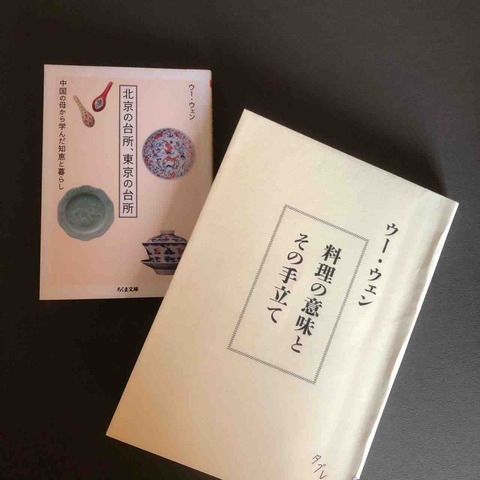 ウー・ウェン
北京の台所、東京の台所
中国の母から学んだ知恵と暮らし
ちくま文庫
ウー・ウェン
料理の意味と
その手立て
タブレ